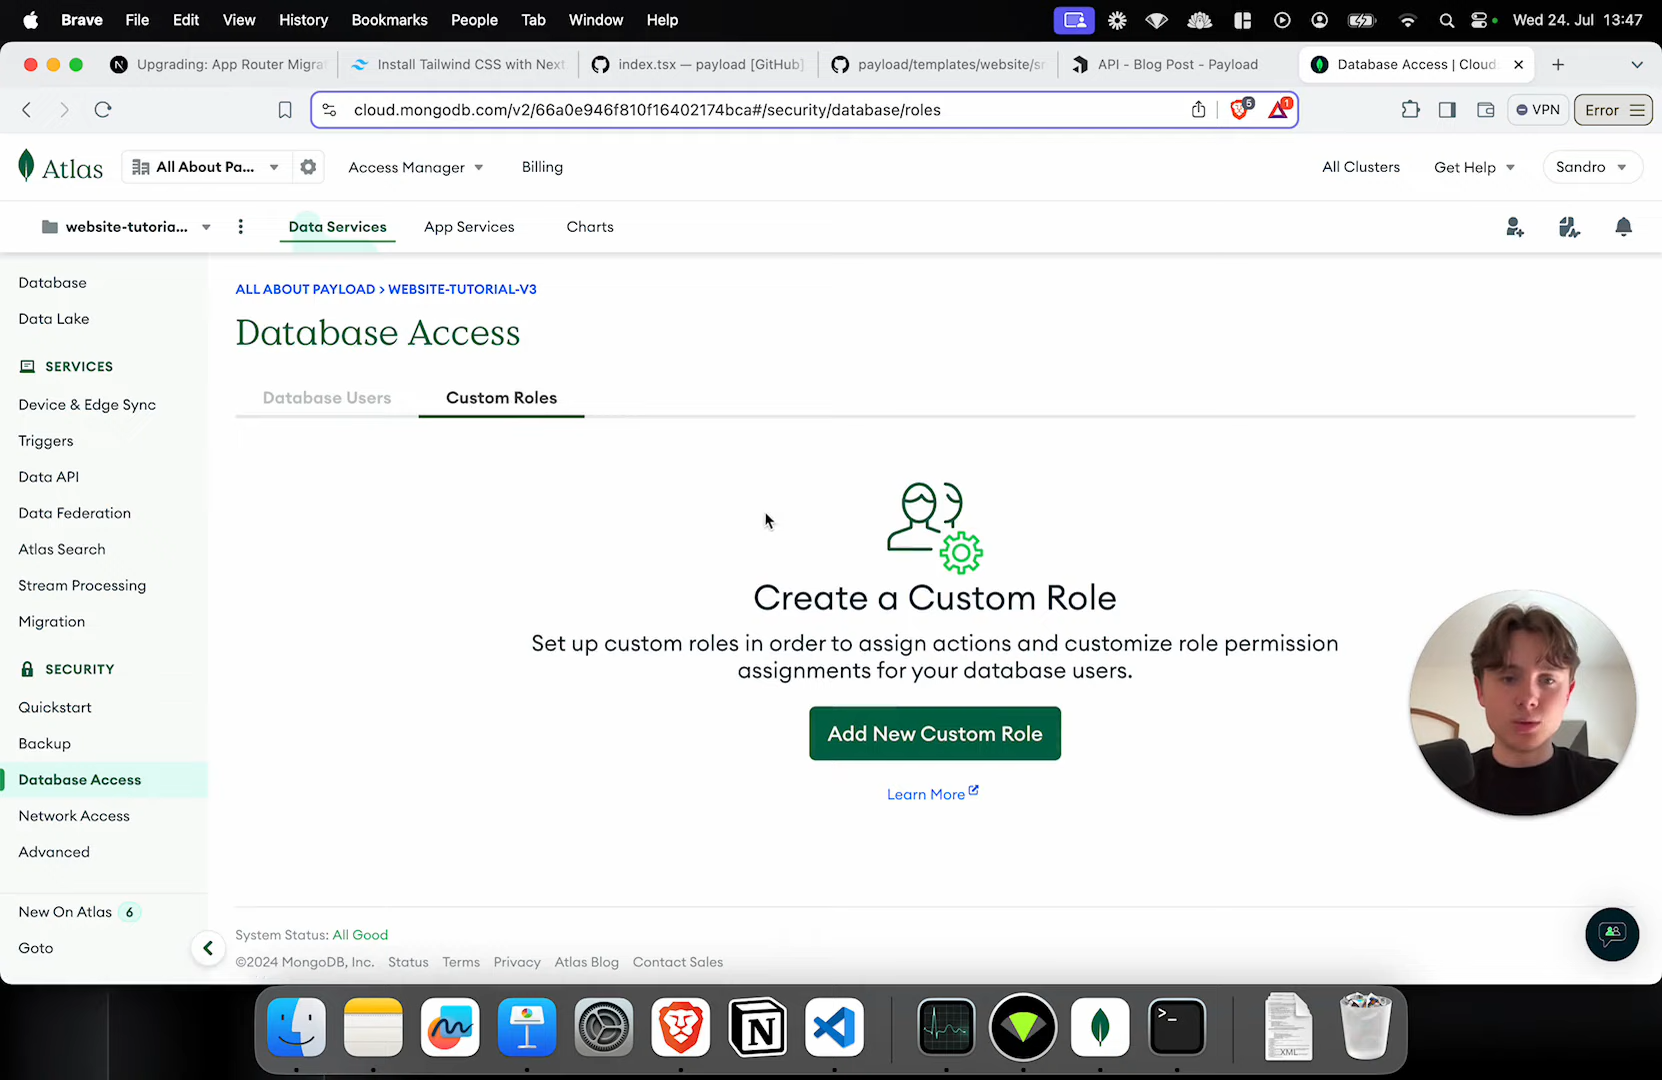 Brave File Edit View History Bookmarks People Tab Window Help Wed 24. Jul 13:47
Upgrading: App Router Migra Install Tailwind CSS with Next index.tsx — payload [GitHub] payload/templates/website/sr API - Blog Post - Payload Database Access | Cloud:
cloud.mongodb.com/v2/66a0e946f810f16402174bca#/security/database/roles 5 1 VPN Error
Atlas All About Pa... Access Manager Billing All Clusters Get Help Sandro
website-tutoria... Data Services App Services Charts
Database
Data Lake
SERVICES
Device & Edge Sync
Triggers
Data API
Data Federation
Atlas Search
Stream Processing
Migration
SECURITY
Quickstart
Backup
Database Access
Network Access
Advanced
New On Atlas 6
Goto
ALL ABOUT PAYLOAD > WEBSITE-TUTORIAL-V3
Database Access
Database Users Custom Roles
Create a Custom Role
Set up custom roles in order to assign actions and customize role permission
assignments for your database users.
Add New Custom Role
Learn More
System Status: All Good
©2024 MongoDB, Inc. Status Terms Privacy Atlas Blog Contact Sales
XML